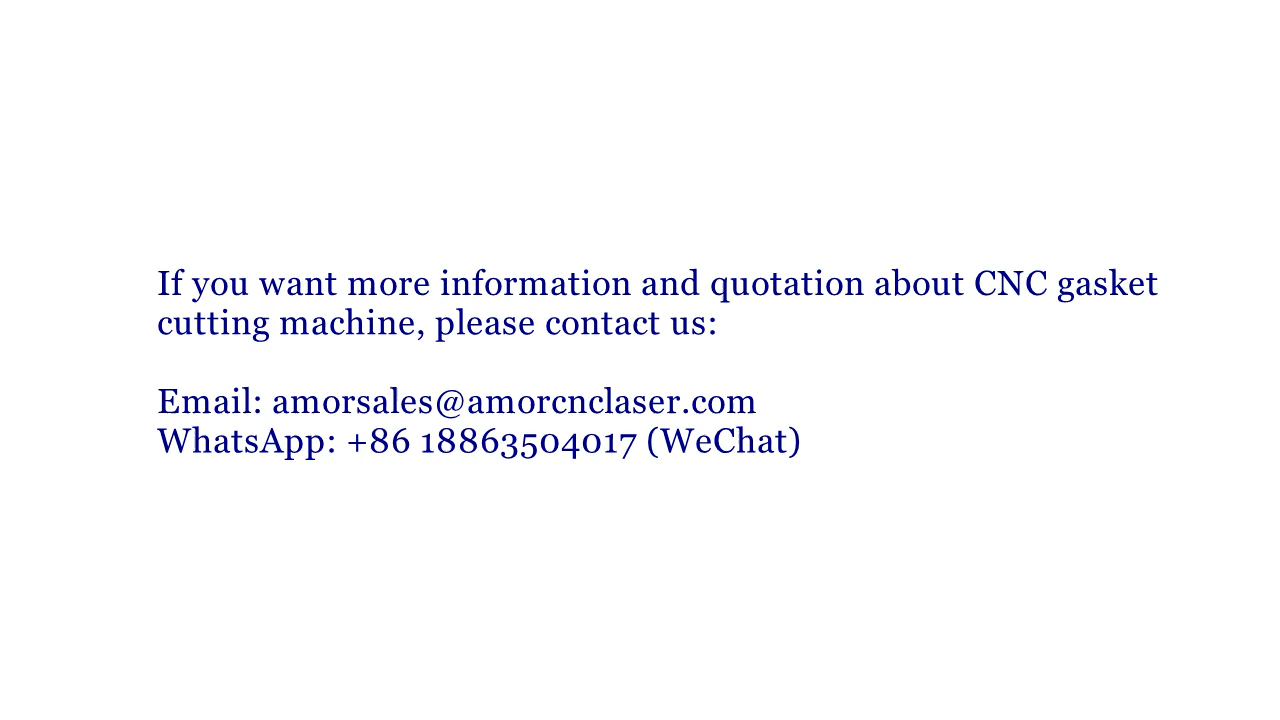 If you want more information and quotation about CNC gasket
cutting machine, please contact us:
Email: amorsales@amorcnclaser.com
WhatsApp: +86 18863504017 (WeChat)